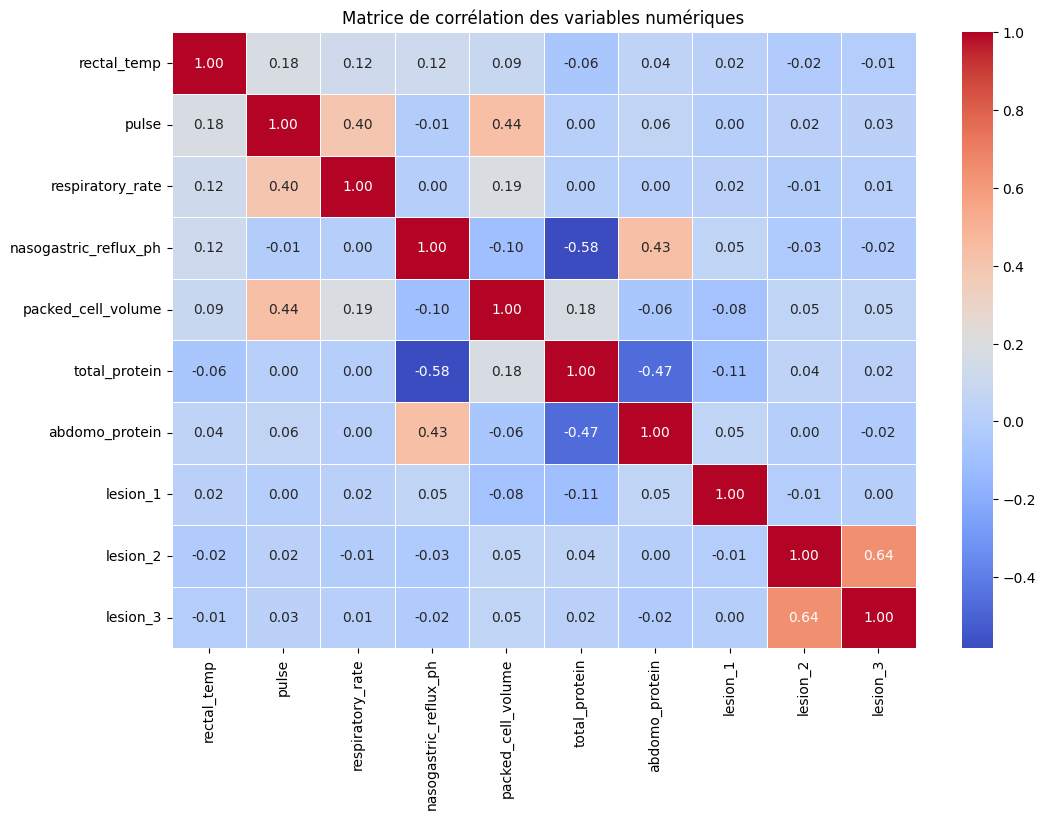 Matrice de corrélation des variables numériques
rectal_temp 1.00 0.18 0.12 0.12 0.09 -0.06 0.04 0.02 -0.02 -0.01
pulse 0.18 1.00 0.40 -0.01 0.44 0.00 0.06 0.00 0.02 0.03
respiratory_rate 0.12 0.40 1.00 0.00 0.19 0.00 0.00 0.02 -0.01 0.01
nasogastric_reflux_ph 0.12 -0.01 0.00 1.00 -0.10 -0.58 0.43 0.05 -0.03 -0.02
packed_cell_volume 0.09 0.44 0.19 -0.10 1.00 0.18 -0.06 -0.08 0.05 0.05
total_protein -0.06 0.00 0.00 -0.58 0.18 1.00 -0.47 -0.11 0.04 0.02
abdomo_protein 0.04 0.06 0.00 0.43 -0.06 -0.47 1.00 0.05 0.00 -0.02
lesion_1 0.02 0.00 0.02 0.05 -0.08 -0.11 0.05 1.00 -0.01 0.00
lesion_2 -0.02 0.02 -0.01 -0.03 0.05 0.04 0.00 -0.01 1.00 0.64
lesion_3 -0.01 0.03 0.01 -0.02 0.05 0.02 -0.02 0.00 0.64 1.00
rectal_temp
pulse
respiratory_rate
nasogastric_reflux_ph
packed_cell_volume
total_protein
abdomo_protein
lesion_1
lesion_2
lesion_3
1.0
0.8
0.6
0.4
0.2
0.0
−0.2
−0.4